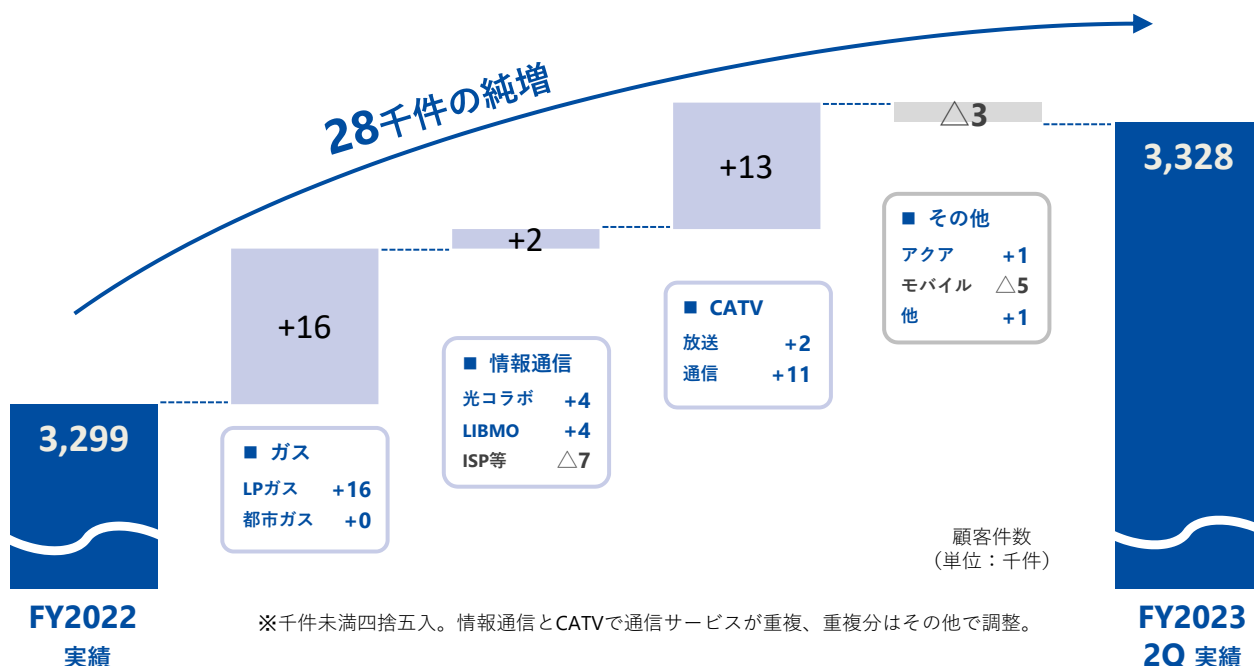 28千件の純増
3,299
+16
+2
+13
△3
3,328
■ ガス
LPガス +16
都市ガス +0
■ 情報通信
光コラボ +4
LIBMO +4
ISP等 △7
■ CATV
放送 +2
通信 +11
■ その他
アクア +1
モバイル △5
他 +1
顧客件数
(単位：千件)
FY2022
実績
※千件未満四捨五入。情報通信とCATVで通信サービスが重複、重複分はその他で調整。
FY2023
2Q 実績